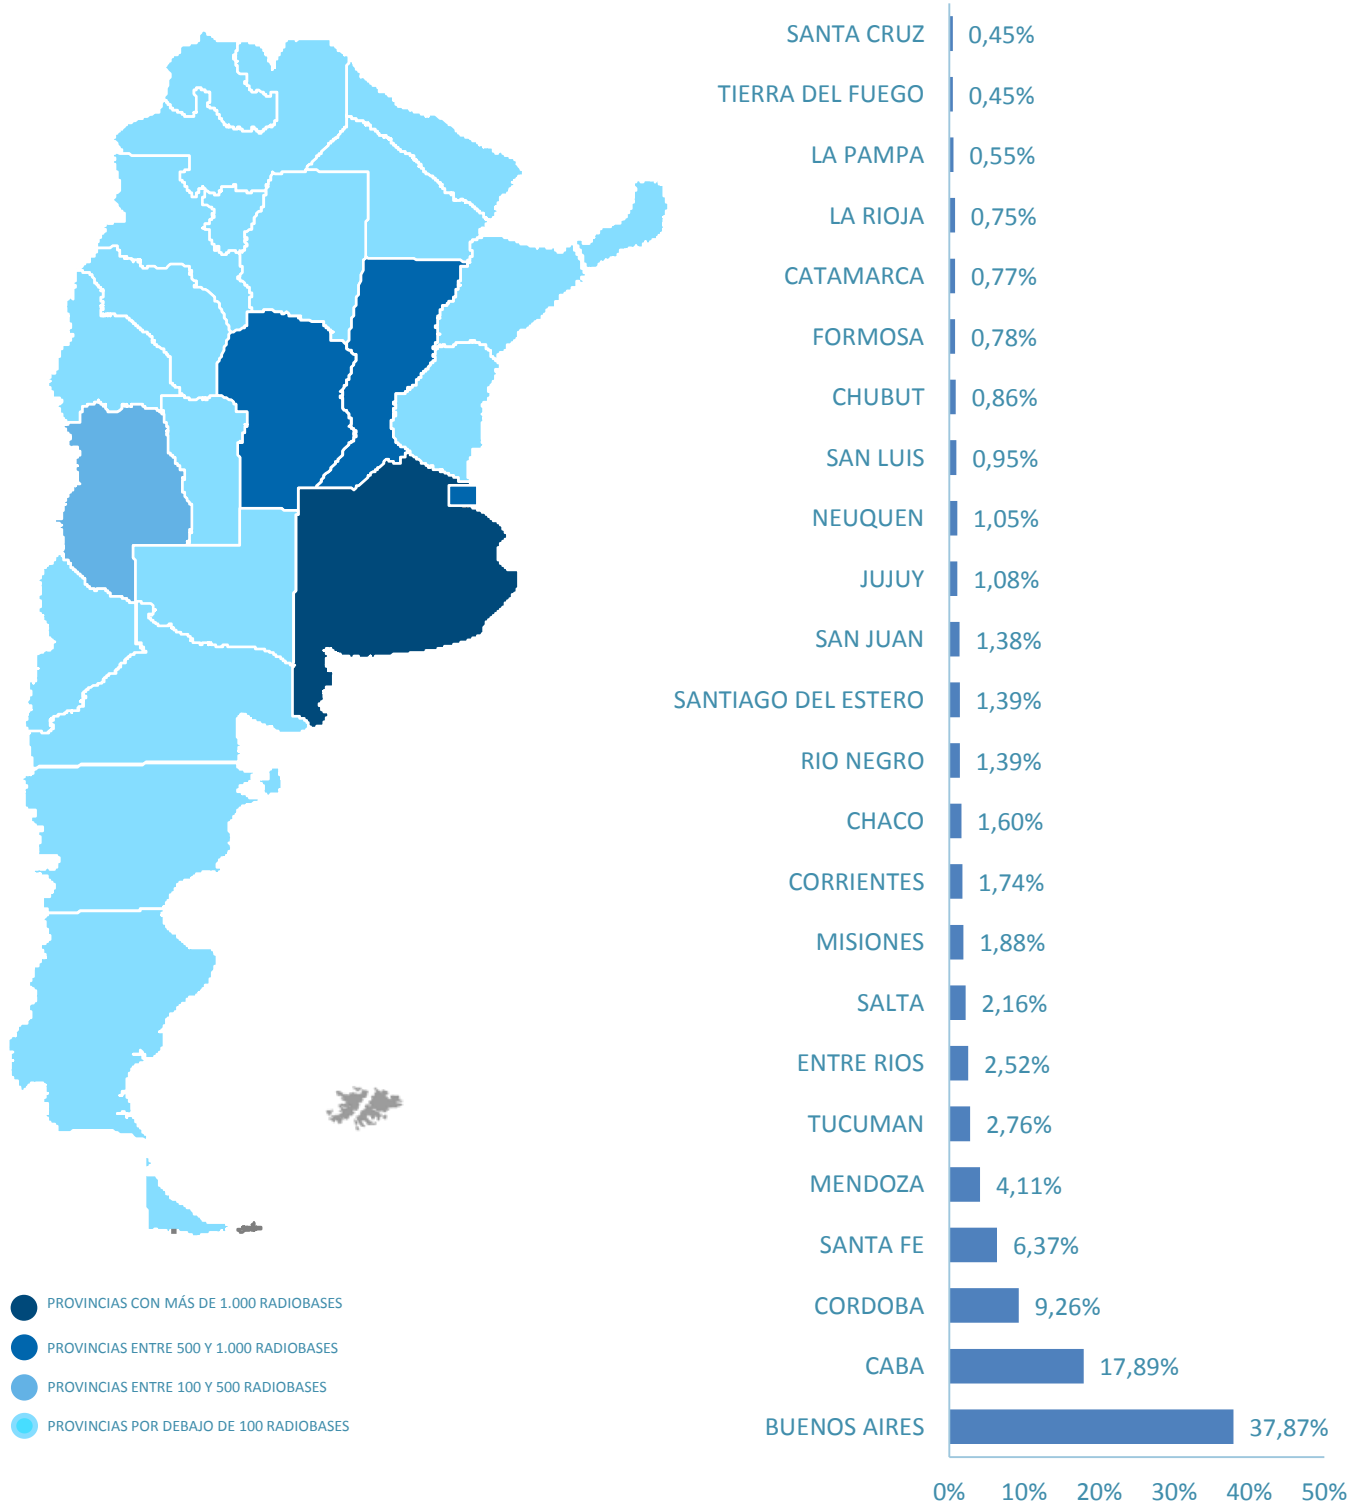 SANTA CRUZ 0,45%
TIERRA DEL FUEGO 0,45%
LA PAMPA 0,55%
LA RIOJA 0,75%
CATAMARCA 0,77%
FORMOSA 0,78%
CHUBUT 0,86%
SAN LUIS 0,95%
NEUQUEN 1,05%
JUJUY 1,08%
SAN JUAN 1,38%
SANTIAGO DEL ESTERO 1,39%
RIO NEGRO 1,39%
CHACO 1,60%
CORRIENTES 1,74%
MISIONES 1,88%
SALTA 2,16%
ENTRE RIOS 2,52%
TUCUMAN 2,76%
MENDOZA 4,11%
SANTA FE 6,37%
CORDOBA 9,26%
CABA 17,89%
BUENOS AIRES 37,87%
0% 10% 20% 30% 40% 50%
PROVINCIAS CON MÁS DE 1.000 RADIOBASES
PROVINCIAS ENTRE 500 Y 1.000 RADIOBASES
PROVINCIAS ENTRE 100 Y 500 RADIOBASES
PROVINCIAS POR DEBAJO DE 100 RADIOBASES